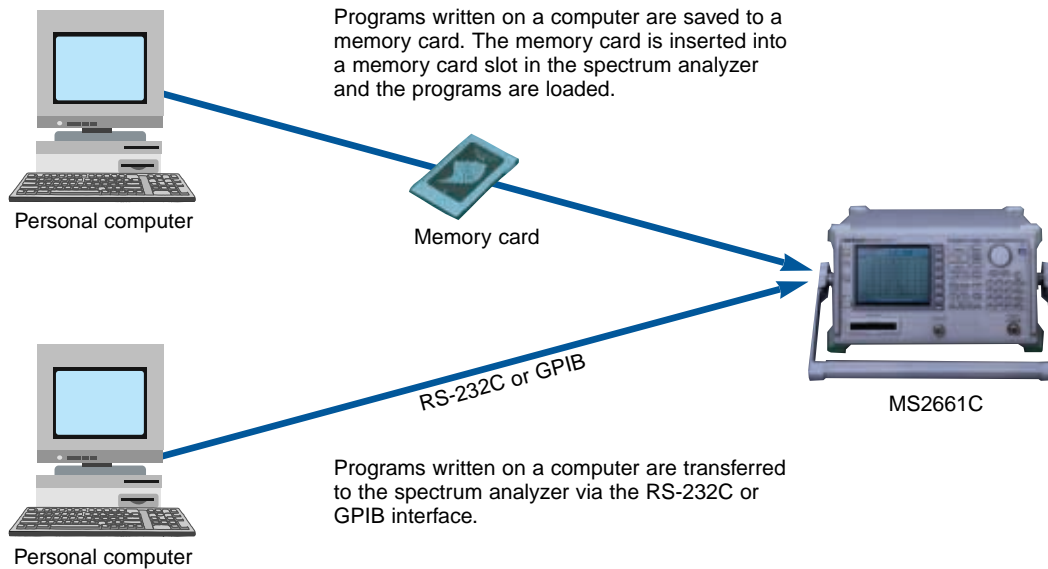 Programs written on a computer are saved to a
memory card. The memory card is inserted into
a memory card slot in the spectrum analyzer
and the programs are loaded.
Personal computer
Memory card
RS-232C or GPIB
MS2661C
Programs written on a computer are transferred
to the spectrum analyzer via the RS-232C or
GPIB interface.
Personal computer